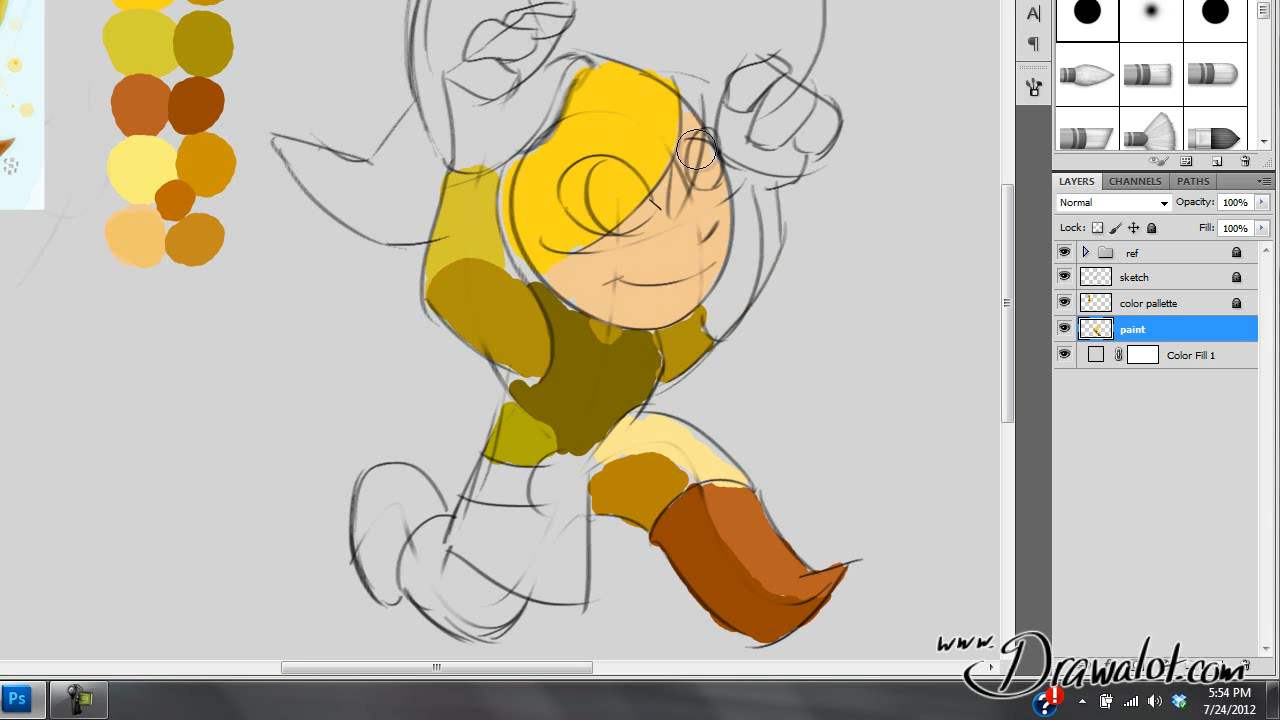 A
LAYERS CHANNELS PATHS
Normal Opacity: 100%
Lock: Fill: 100%
ref
sketch
color pallette
paint
Color Fill 1
www.Drawalot.com
Ps
?
!
5:54 PM
7/24/2012